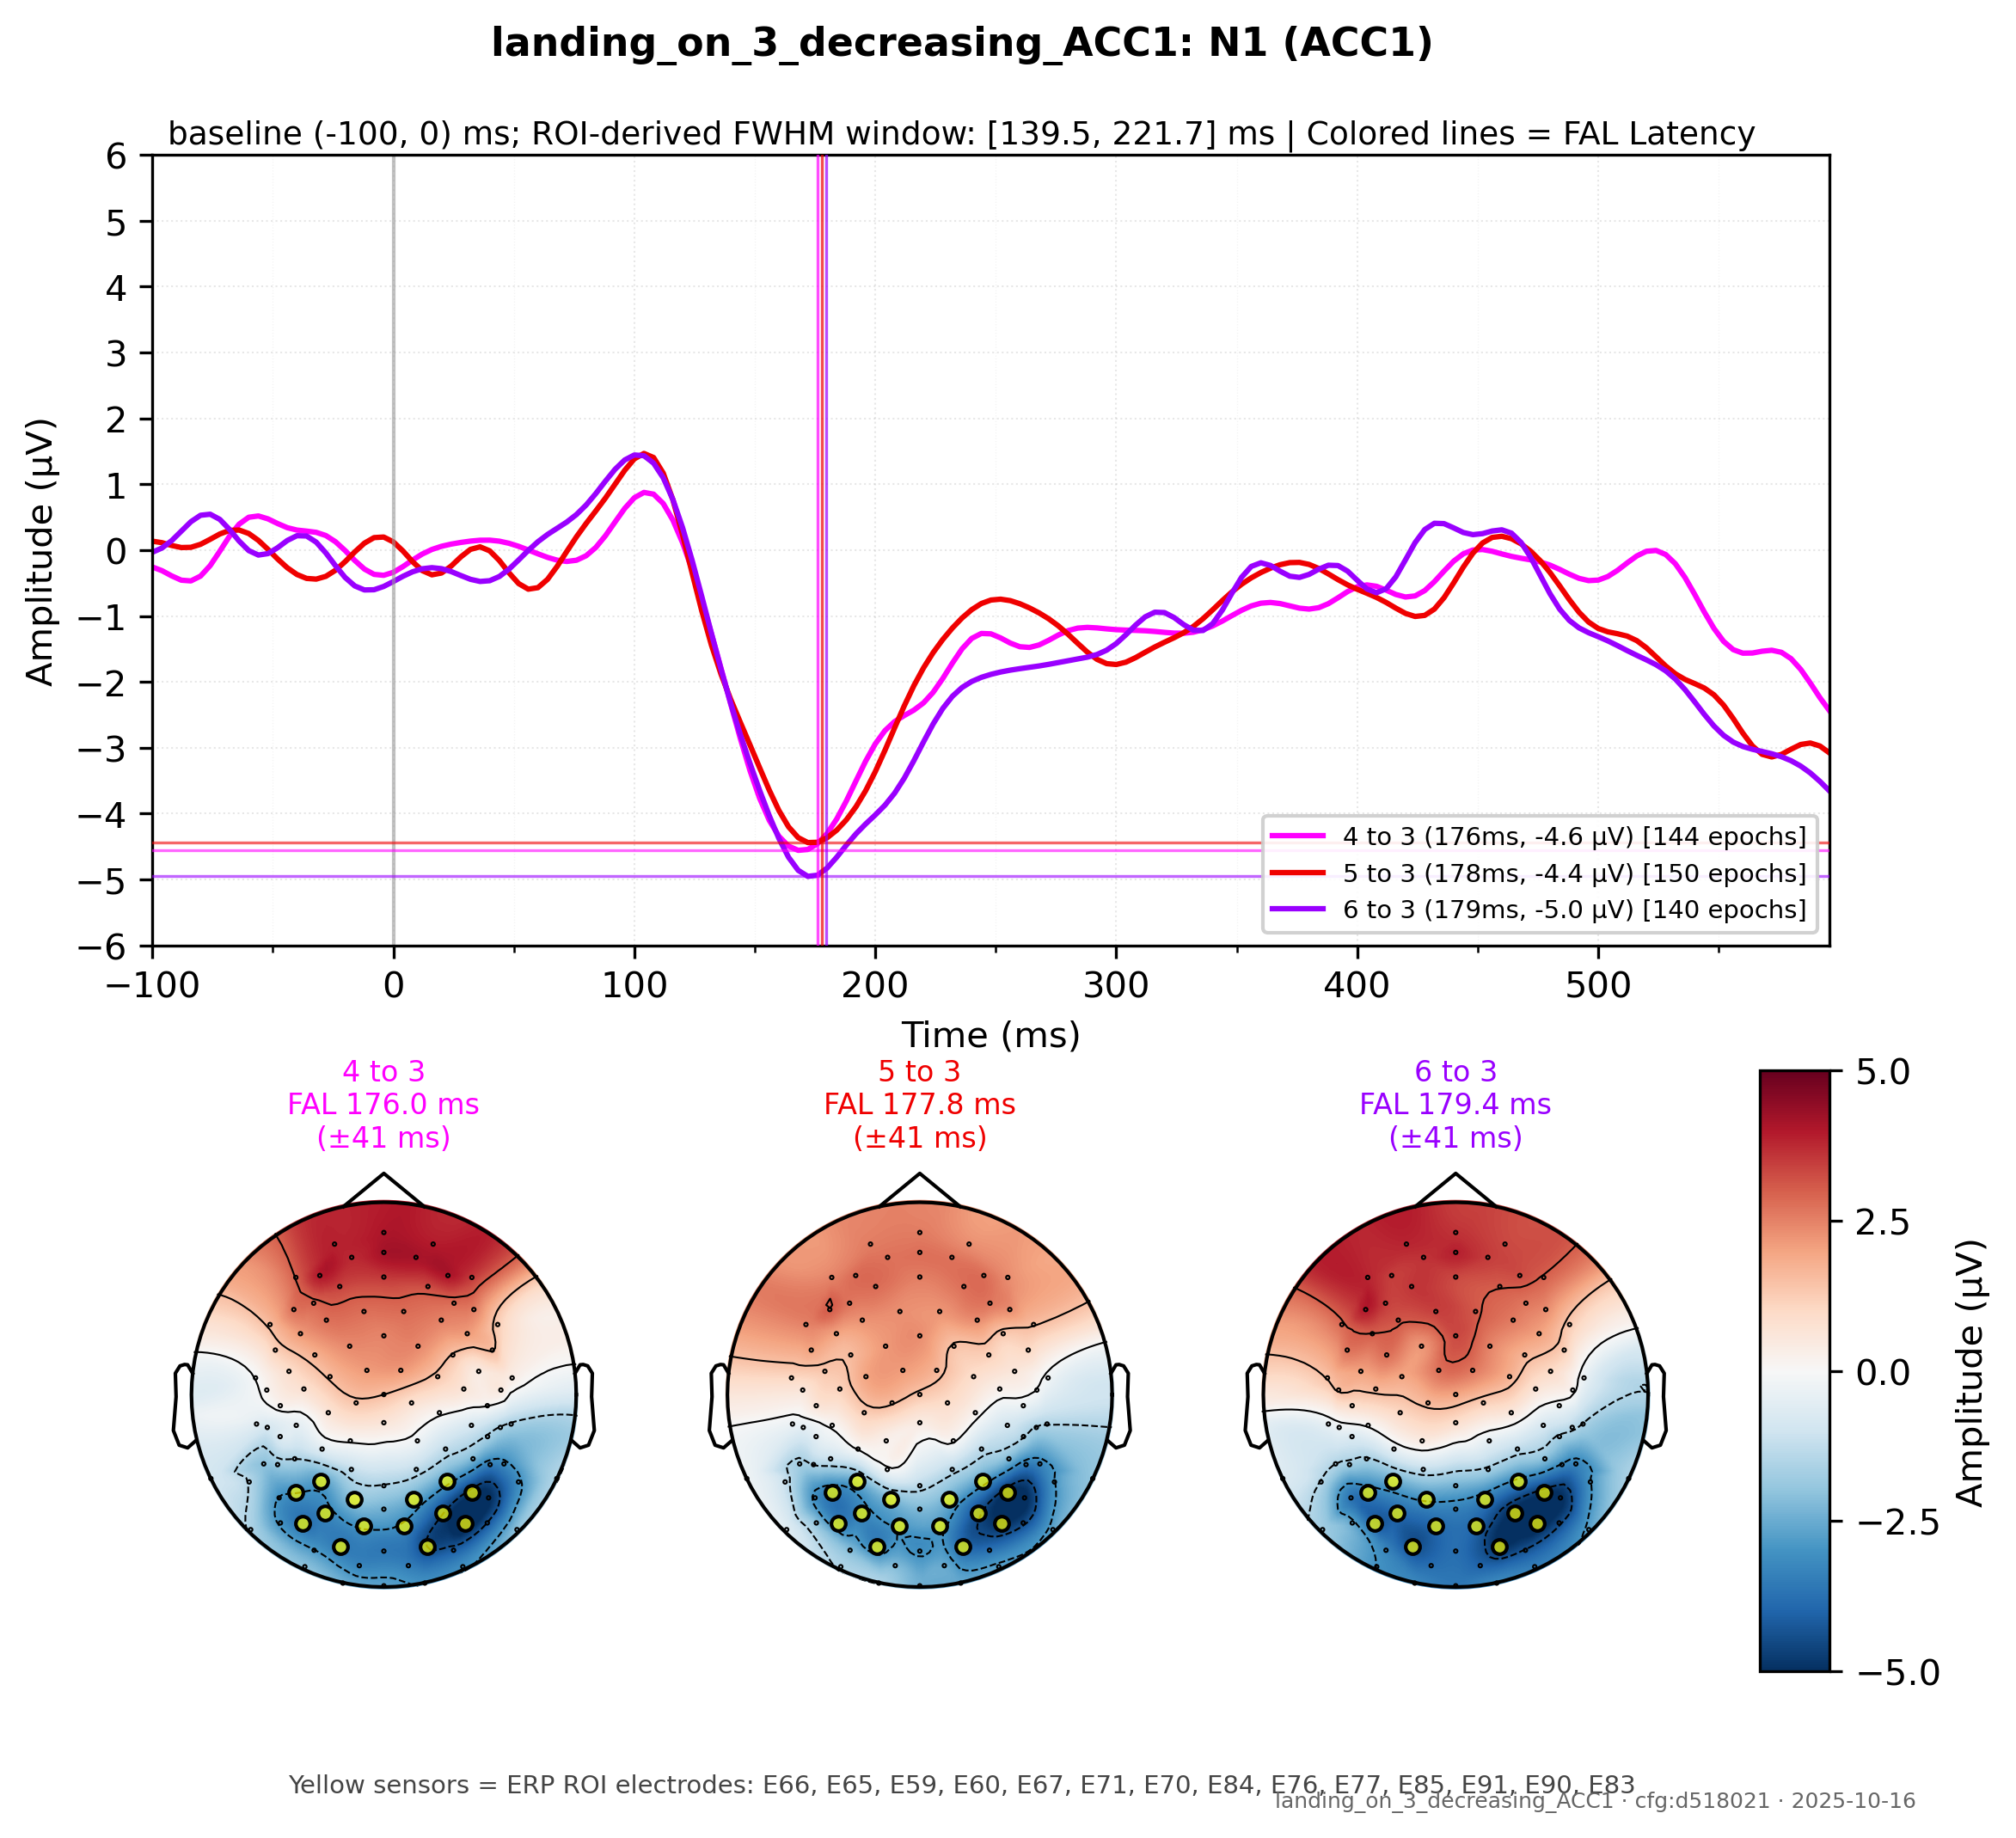 landing_on_3_decreasing_ACC1: N1 (ACC1)
baseline (-100, 0) ms; ROI-derived FWHM window: [139.5, 221.7] ms | Colored lines = FAL Latency
Amplitude (µV)
6
5
4
3
2
1
0
−1
−2
−3
−4
−5
−6
4 to 3 (176ms, -4.6 µV) [144 epochs]
5 to 3 (178ms, -4.4 µV) [150 epochs]
6 to 3 (179ms, -5.0 µV) [140 epochs]
−100 0 100 200 300 400 500
Time (ms)
4 to 3
FAL 176.0 ms
(±41 ms)
5 to 3
FAL 177.8 ms
(±41 ms)
6 to 3
FAL 179.4 ms
(±41 ms)
5.0
2.5
0.0
−2.5
−5.0
Amplitude (µV)
Yellow sensors = ERP ROI electrodes: E66, E65, E59, E60, E67, E71, E70, E84, E76, E77, E85, E91, E90, E83
landing_on_3_decreasing_ACC1 · cfg:d518021 · 2025-10-16